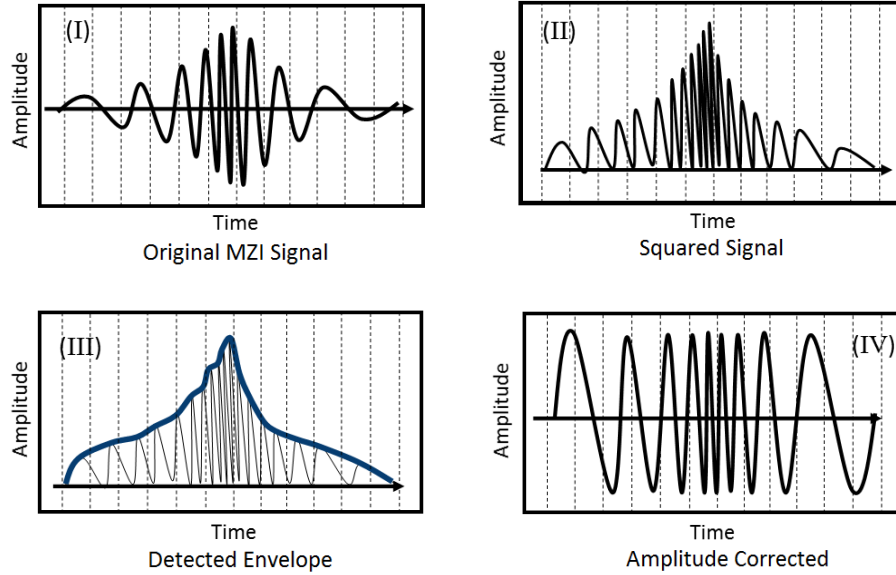 (I)
Amplitude
Time
Original MZI Signal
(II)
Amplitude
Time
Squared Signal
(III)
Amplitude
Time
Detected Envelope
(IV)
Amplitude
Time
Amplitude Corrected